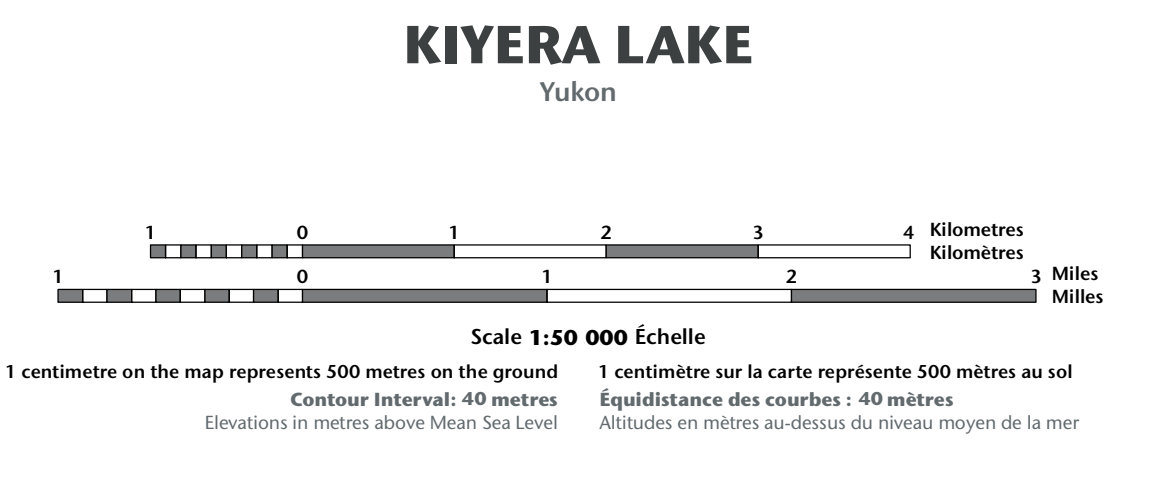 KIYERA LAKE
Yukon
1 0 1 2 3 4 Kilometres
Kilomètres
1 0 1 2 3 Miles
Milles
Scale 1:50 000 Échelle
1 centimetre on the map represents 500 metres on the ground
1 centimètre sur la carte représente 500 mètres au sol
Contour Interval: 40 metres
Équidistance des courbes : 40 mètres
Elevations in metres above Mean Sea Level
Altitudes en mètres au-dessus du niveau moyen de la mer